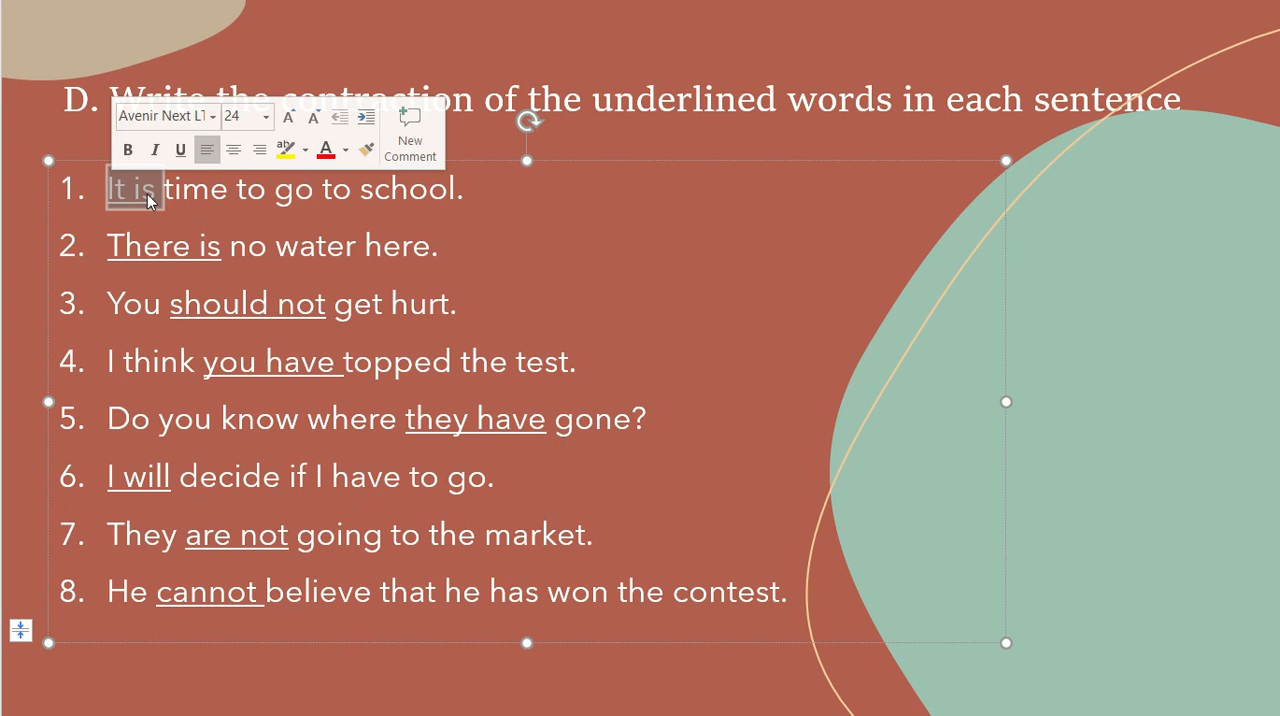 D. Write the contraction of the underlined words in each sentence
Avenir Next LT 24 A A
B I U ab A
New
Comment
1. It is time to go to school.
2. There is no water here.
3. You should not get hurt.
4. I think you have topped the test.
5. Do you know where they have gone?
6. I will decide if I have to go.
7. They are not going to the market.
8. He cannot believe that he has won the contest.